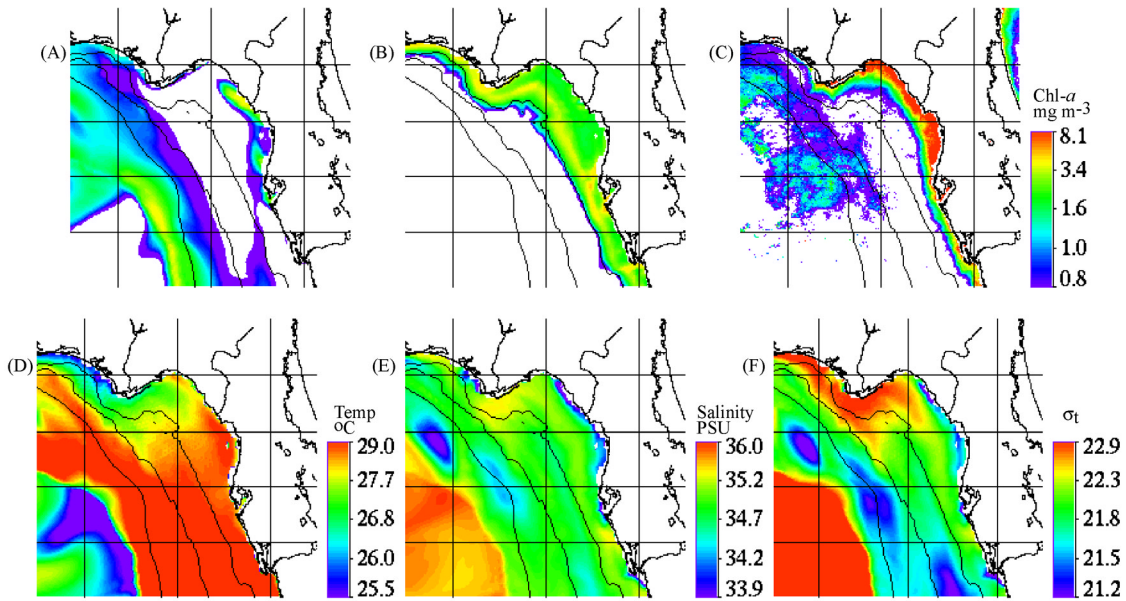 (A)
(B)
(C)
Chl-a
mg m-3
8.1
3.4
1.6
1.0
0.8
(D)
Temp
oC
29.0
27.7
26.8
26.0
25.5
(E)
Salinity
PSU
36.0
35.2
34.7
34.2
33.9
(F)
σt
22.9
22.3
21.8
21.5
21.2